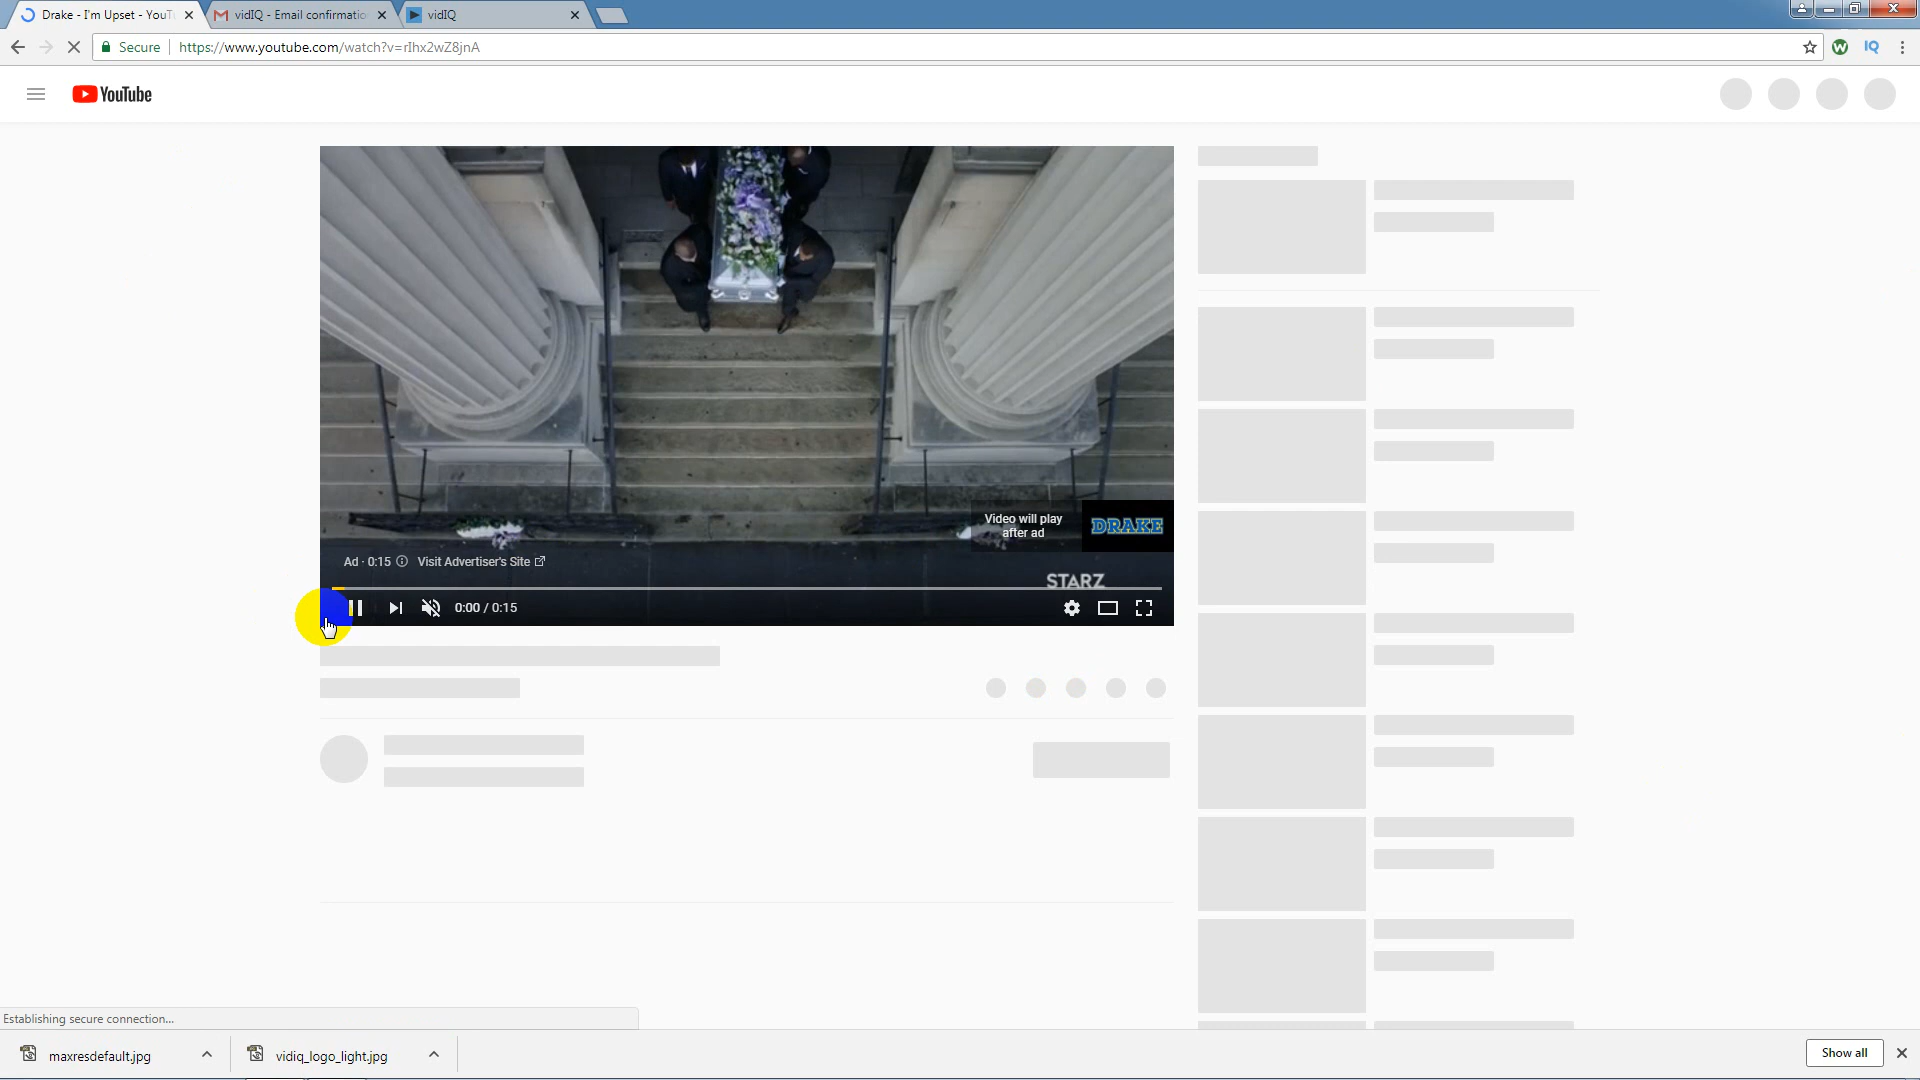 Drake - I'm Upset - YouT
vidIQ - Email confirmatio
vidIQ
Secure
https://www.youtube.com/watch?v=rIhx2wZ8jnA
W
IQ
YouTube
Video will play
after ad
DRAKE
Ad · 0:15
Visit Advertiser's Site
STARZ
0:00 / 0:15
Establishing secure connection...
maxresdefault.jpg
vidiq_logo_light.jpg
Show all